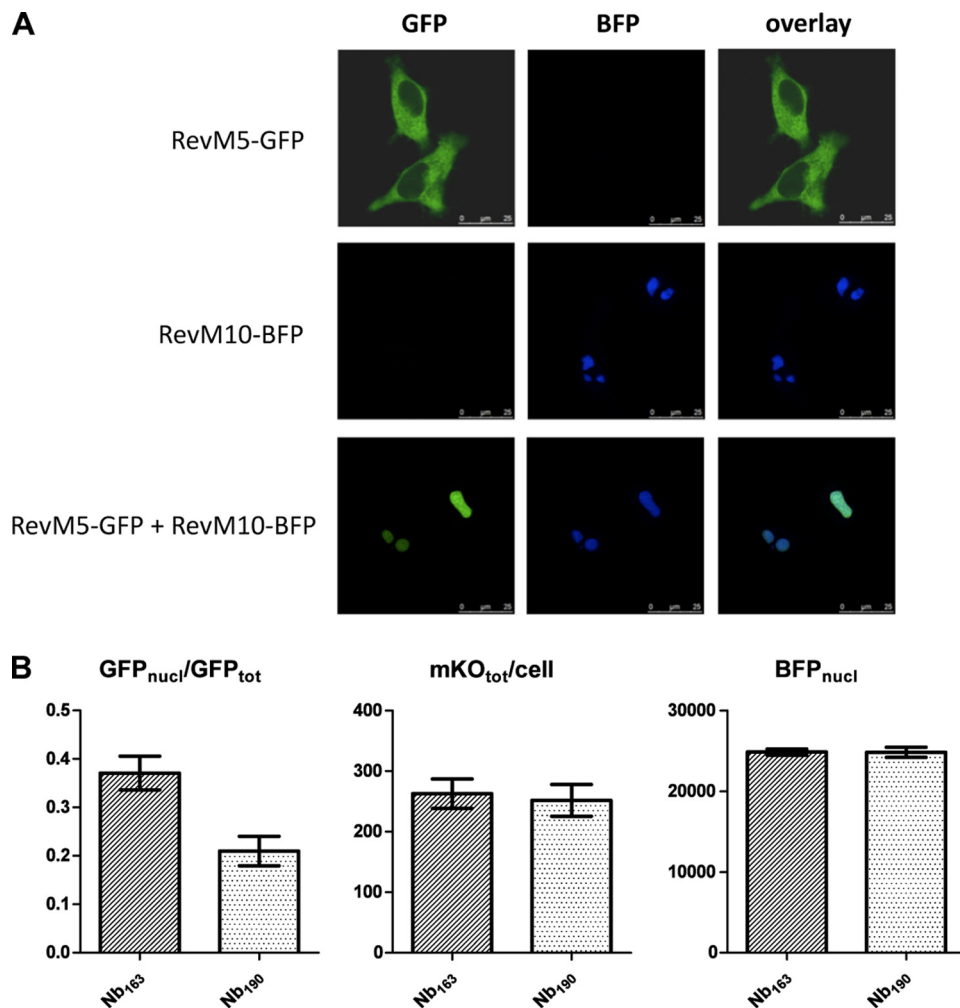 A
GFP BFP overlay
RevM5-GFP
0 µm 25 0 µm 25 0 µm 25
RevM10-BFP
0 µm 25 0 µm 25 0 µm 25
RevM5-GFP + RevM10-BFP
0 µm 25 0 µm 25 0 µm 25
B
GFPnucl/GFPtot
0.5
0.4
0.3
0.2
0.1
0.0
Nb163 Nb190
mKOtot/cell
400
300
200
100
0
Nb163 Nb190
BFPnucl
30000
20000
10000
0
Nb163 Nb190